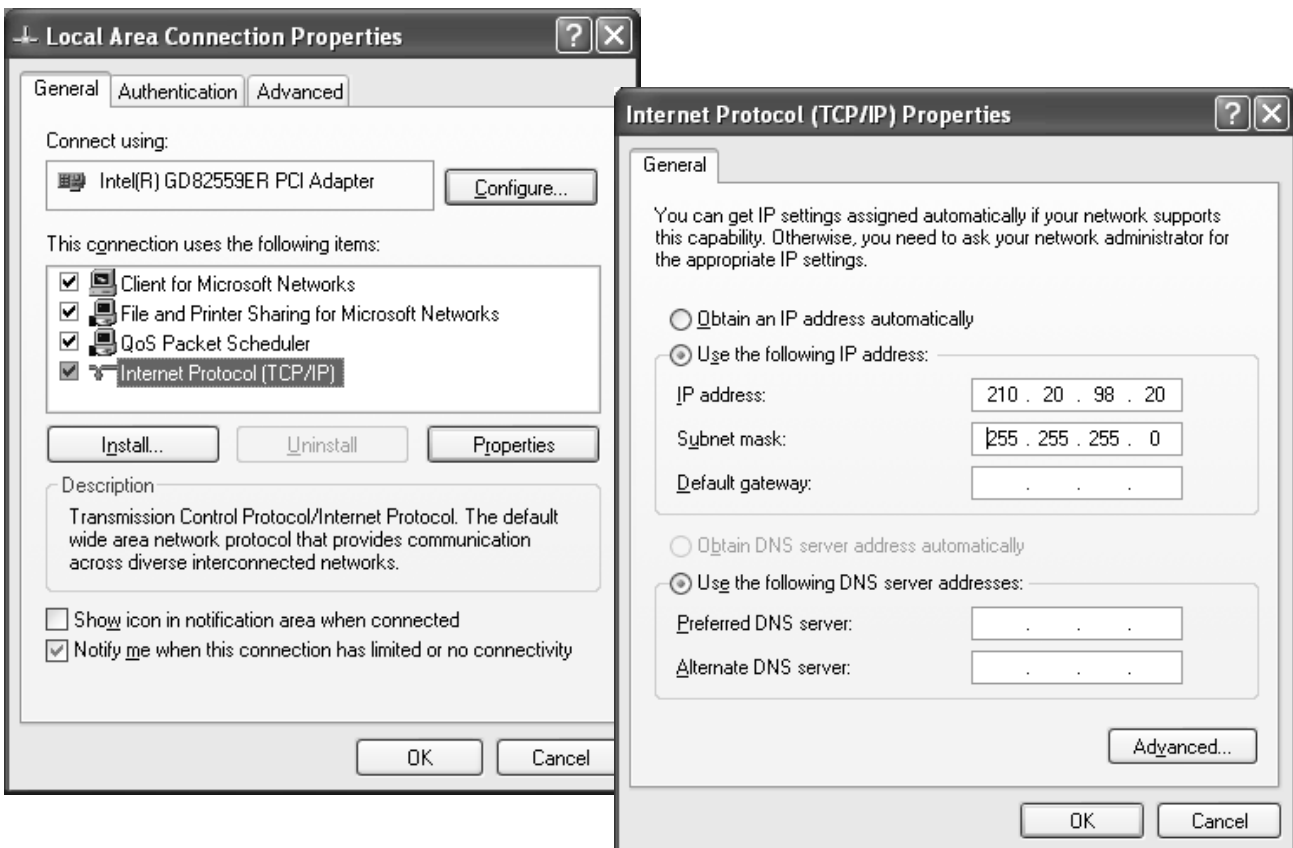 Local Area Connection Properties
General Authentication Advanced
Connect using:
Intel(R) GD82559ER PCI Adapter
Configure...
This connection uses the following items:
Client for Microsoft Networks
File and Printer Sharing for Microsoft Networks
QoS Packet Scheduler
Internet Protocol (TCP/IP)
Install... Uninstall Properties
Description
Transmission Control Protocol/Internet Protocol. The default
wide area network protocol that provides communication
across diverse interconnected networks.
Show icon in notification area when connected
Notify me when this connection has limited or no connectivity
OK Cancel
Internet Protocol (TCP/IP) Properties
General
You can get IP settings assigned automatically if your network supports
this capability. Otherwise, you need to ask your network administrator for
the appropriate IP settings.
Obtain an IP address automatically
Use the following IP address:
IP address: 210 . 20 . 98 . 20
Subnet mask: 255 . 255 . 255 . 0
Default gateway: . . .
Obtain DNS server address automatically
Use the following DNS server addresses:
Preferred DNS server: . . .
Alternate DNS server: . . .
Advanced...
OK Cancel